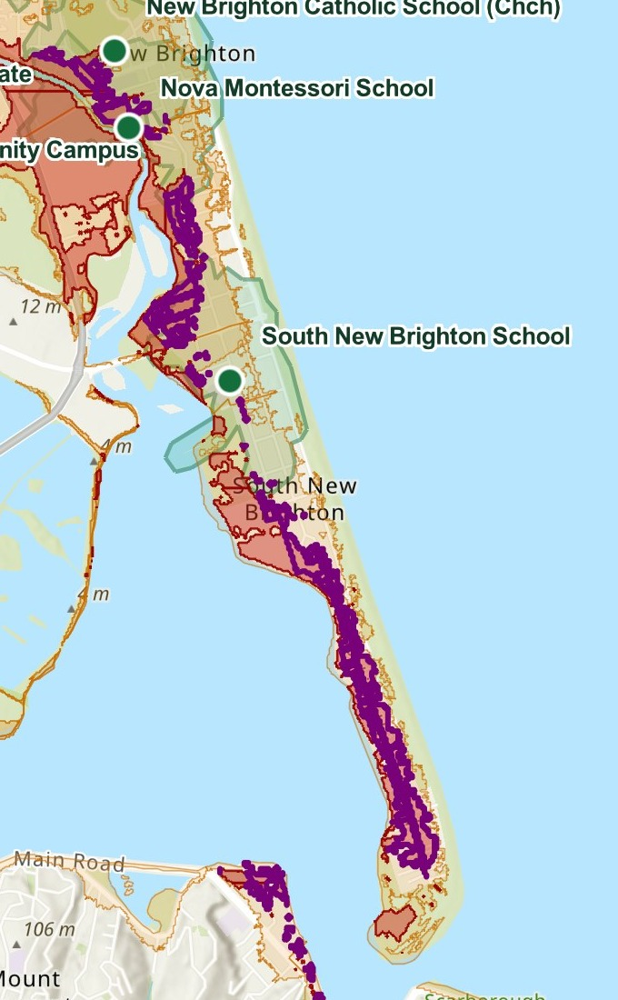 New Brighton Catholic School (Chch)
w Brighton
ate
Nova Montessori School
nity Campus
12 m
South New Brighton School
4 m
South New
Brighton
4 m
Main Road
106 m
Mount
Scarborough